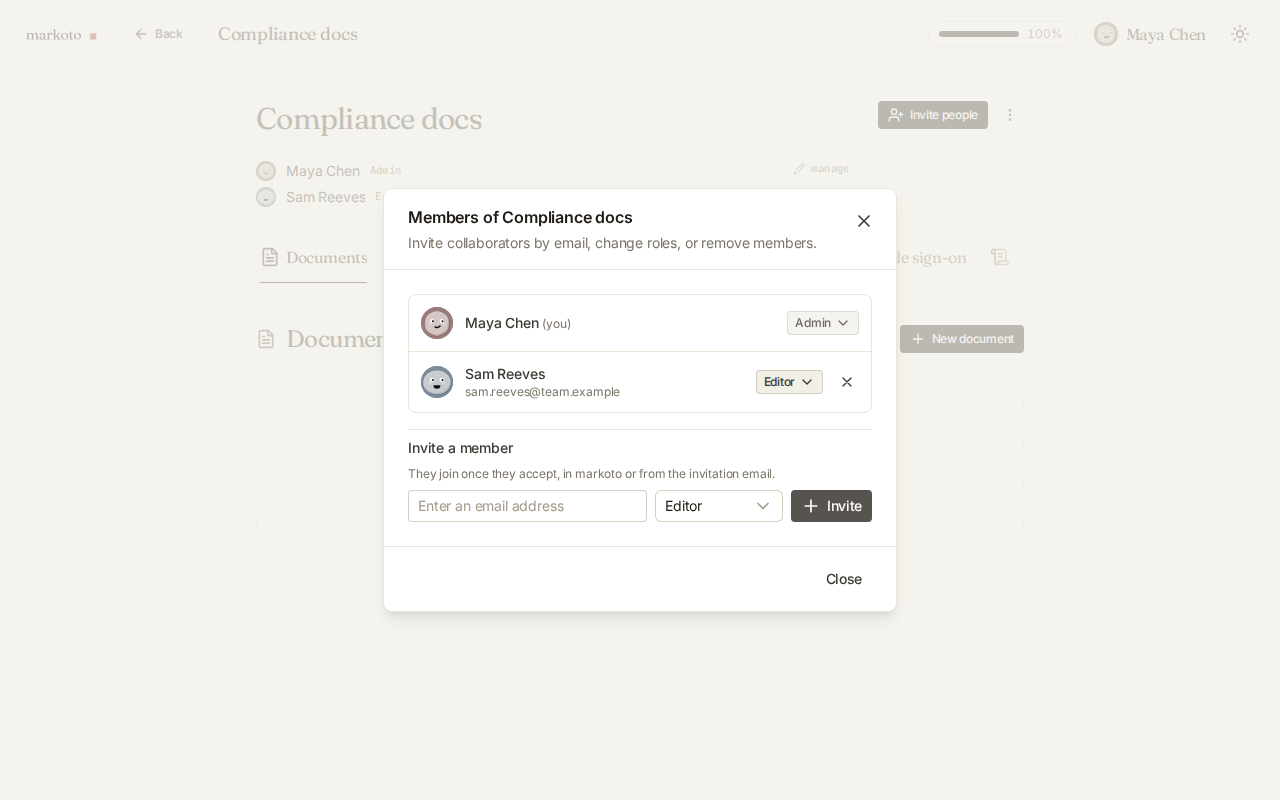 markoto
Back
Compliance docs
100%
Maya Chen
Compliance docs
Invite people
Maya Chen Admin
manage
Sam Reeves
Members of Compliance docs
Invite collaborators by email, change roles, or remove members.
Documents
sign-on
Maya Chen (you)
Admin
New document
Sam Reeves
sam.reeves@team.example
Editor
Invite a member
They join once they accept, in markoto or from the invitation email.
Enter an email address
Editor
Invite
Close